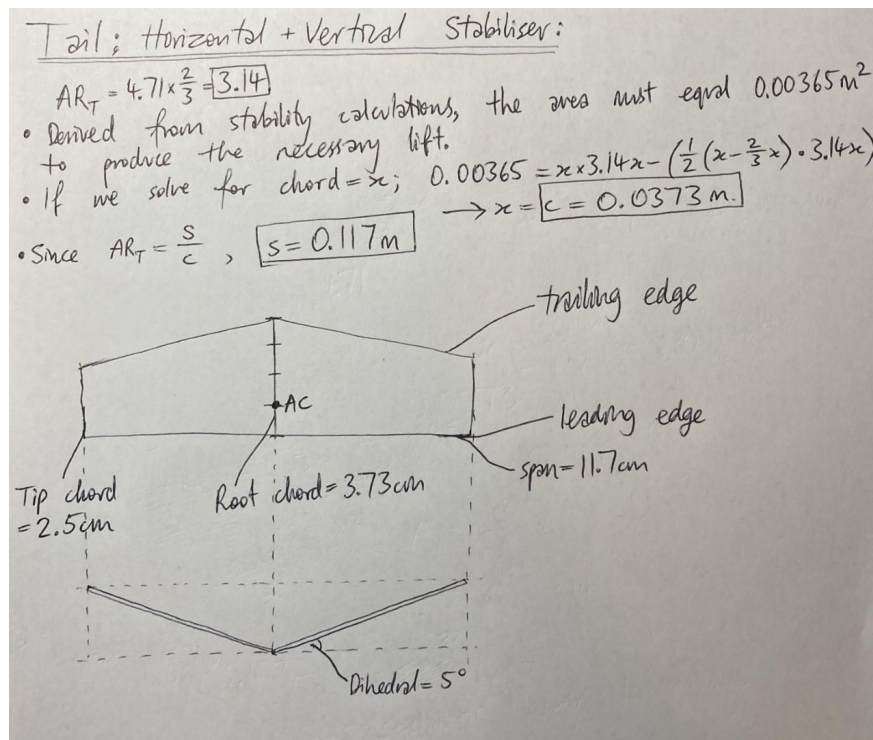 Tail: Horizontal + Vertical Stabiliser:
AR_T = 4.71 × 2/3 = 3.14
• Derived from stability calculations, the area must equal 0.00365m²
to produce the necessary lift.
• If we solve for chord = x; 0.00365 = x × 3.14x − (1/2 (x − 2/3 x) · 3.14x)
→ x = c = 0.0373 m.
• Since AR_T = s/c , s = 0.117m
trailing edge
AC
leading edge
span = 11.7cm
Root chord = 3.73cm
Tip chord
= 2.5cm
Dihedral = 5°